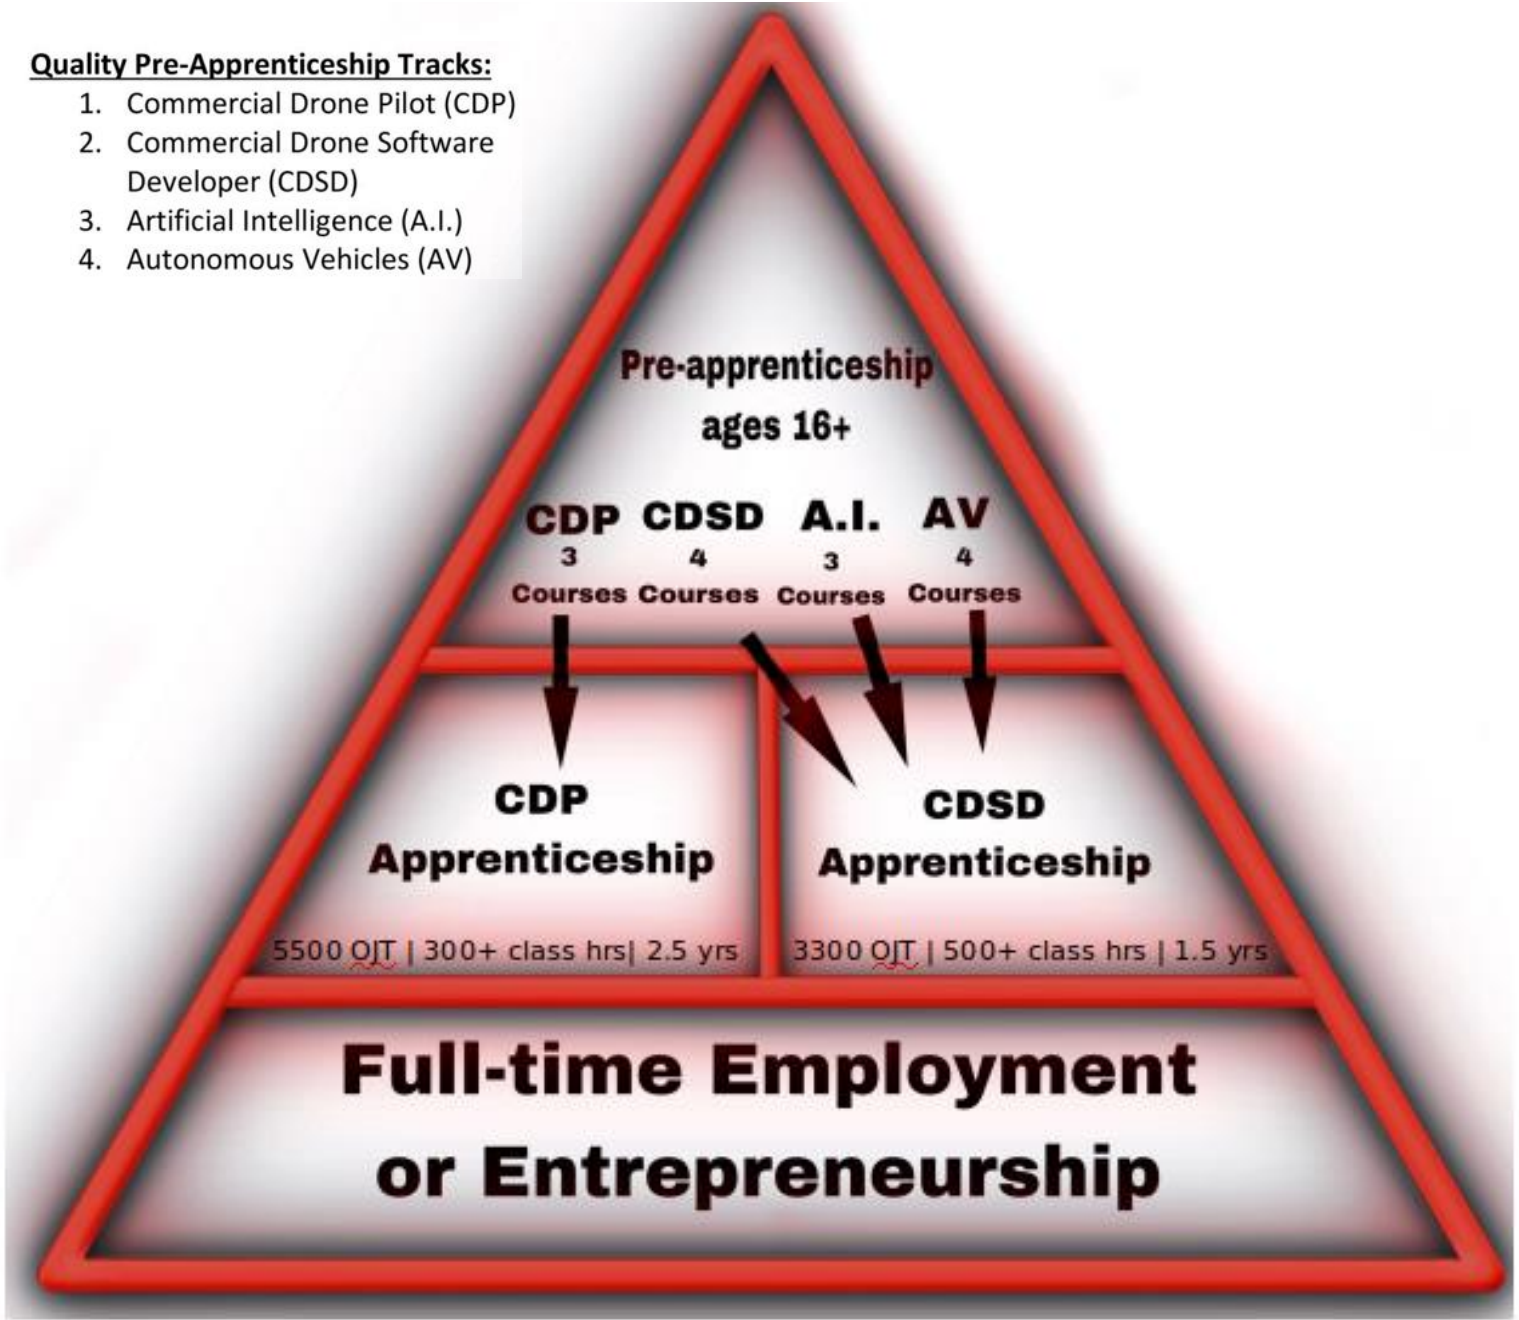 Quality Pre-Apprenticeship Tracks:
1. Commercial Drone Pilot (CDP)
2. Commercial Drone Software
Developer (CDSD)
3. Artificial Intelligence (A.I.)
4. Autonomous Vehicles (AV)
Pre-apprenticeship
ages 16+
CDP CDSD A.I. AV
3 4 3 4
Courses Courses Courses Courses
CDP
Apprenticeship
5500 OJT | 300+ class hrs| 2.5 yrs
CDSD
Apprenticeship
3300 OJT | 500+ class hrs | 1.5 yrs
Full-time Employment
or Entrepreneurship